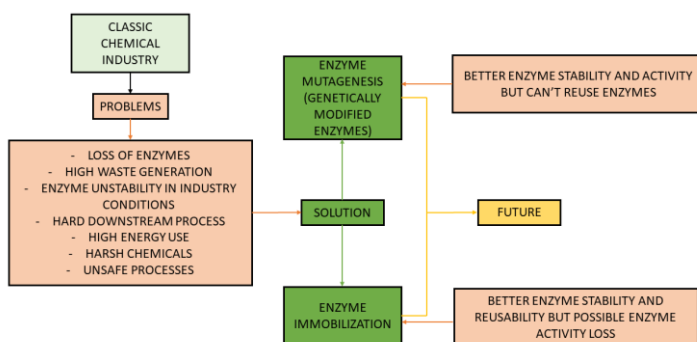 CLASSIC
CHEMICAL
INDUSTRY
PROBLEMS
- LOSS OF ENZYMES
- HIGH WASTE GENERATION
- ENZYME UNSTABILITY IN INDUSTRY
CONDITIONS
- HARD DOWNSTREAM PROCESS
- HIGH ENERGY USE
- HARSH CHEMICALS
- UNSAFE PROCESSES
SOLUTION
ENZYME
MUTAGENESIS
(GENETICALLY
MODIFIED
ENZYMES)
BETTER ENZYME STABILITY AND ACTIVITY
BUT CAN'T REUSE ENZYMES
FUTURE
ENZYME
IMMOBILIZATION
BETTER ENZYME STABILITY AND
REUSABILITY BUT POSSIBLE ENZYME
ACTIVITY LOSS